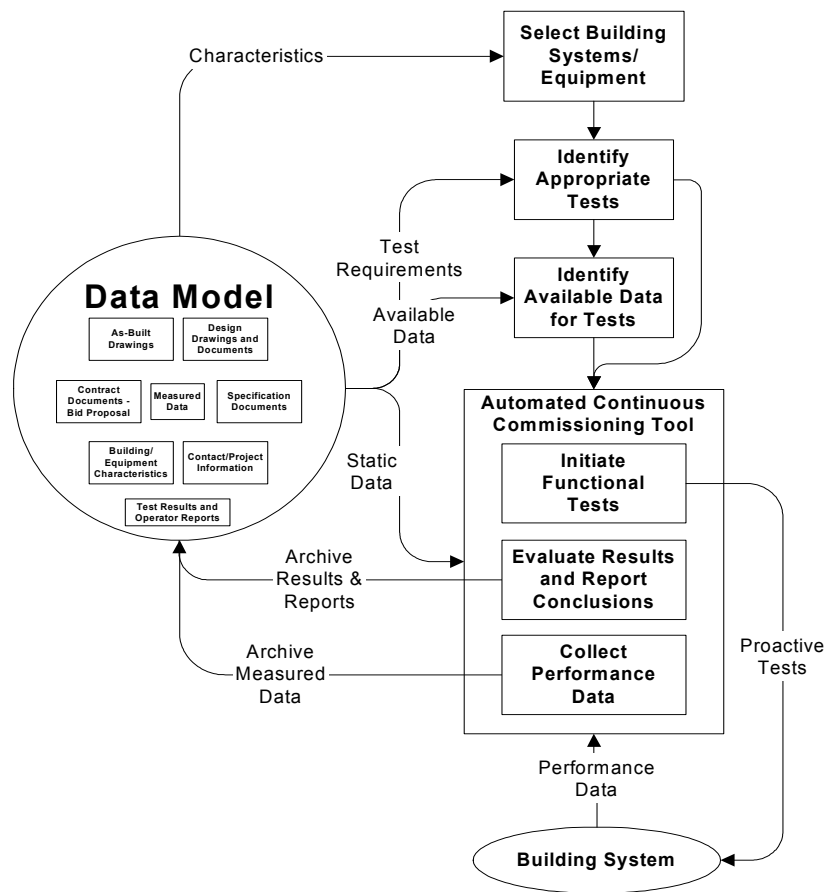 Characteristics
Select Building
Systems/
Equipment
Identify
Appropriate
Tests
Test
Requirements
Identify
Available Data
for Tests
Available
Data
Data Model
As-Built
Drawings
Design
Drawings and
Documents
Contract
Documents -
Bid Proposal
Measured
Data
Specification
Documents
Building/
Equipment
Characteristics
Contact/Project
Information
Test Results and
Operator Reports
Static
Data
Automated Continuous
Commissioning Tool
Initiate
Functional
Tests
Evaluate Results
and Report
Conclusions
Collect
Performance
Data
Archive
Results &
Reports
Archive
Measured
Data
Proactive
Tests
Performance
Data
Building System